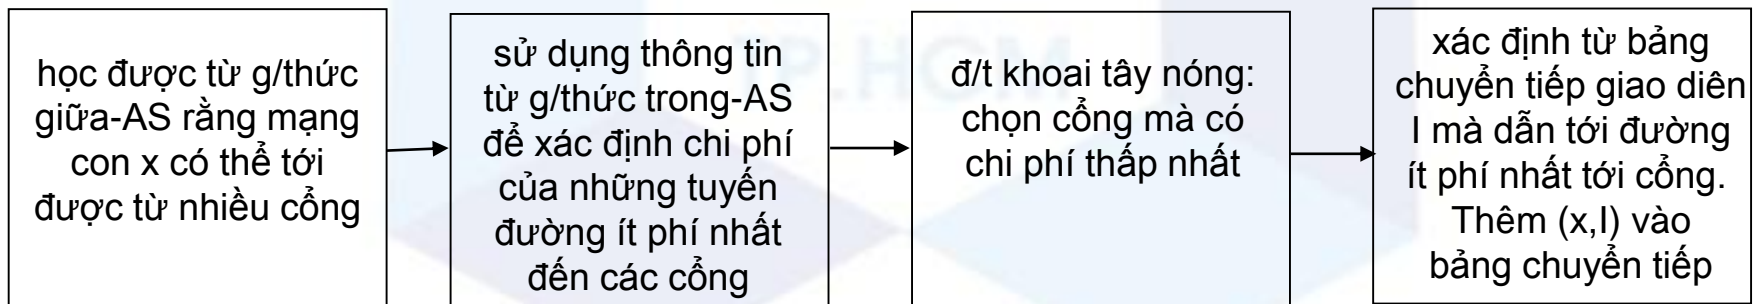 học được từ g/thức
giữa-AS rằng mạng
con x có thể tới
được từ nhiều cổng
sử dụng thông tin
từ g/thức trong-AS
để xác định chi phí
của những tuyến
đường ít phí nhất
đến các cổng
đ/t khoai tây nóng:
chọn cổng mà có
chi phí thấp nhất
xác định từ bảng
chuyển tiếp giao diên
I mà dẫn tới đường
ít phí nhất tới cổng.
Thêm (x,I) vào
bảng chuyển tiếp
TP.HCM